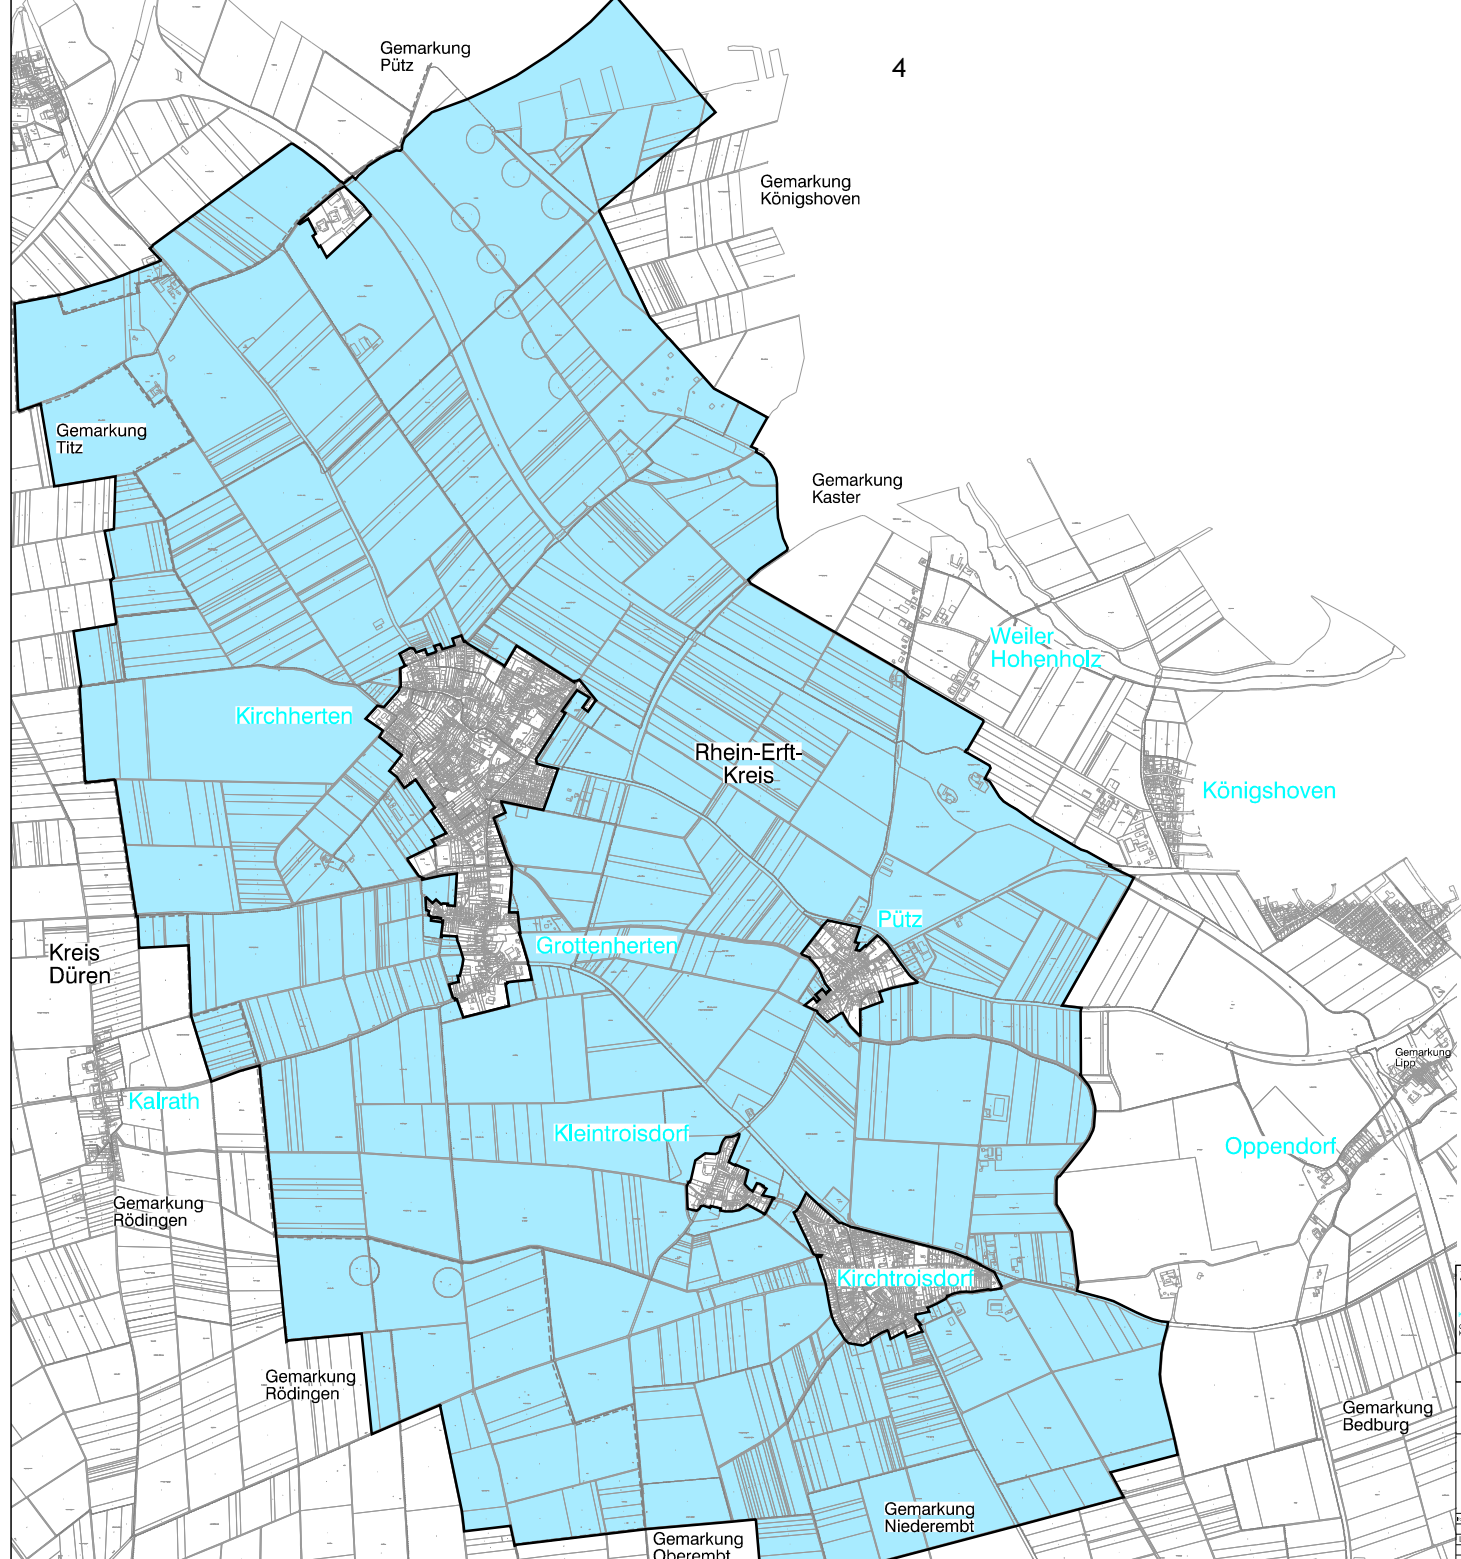 Gemarkung
Pütz
4
Gemarkung
Königshoven
Gemarkung
Titz
Gemarkung
Kaster
Weiler
Hohenholz
Kirchherten
Rhein-Erft-
Kreis
Königshoven
Pütz
Grottenherten
Kreis
Düren
Gemarkung
Lipp
Kalrath
Kleintroisdorf
Oppendorf
Gemarkung
Rödingen
Kirchtroisdorf
Gemarkung
Rödingen
Gemarkung
Bedburg
Gemarkung
Niederembt
Gemarkung
Oberembt